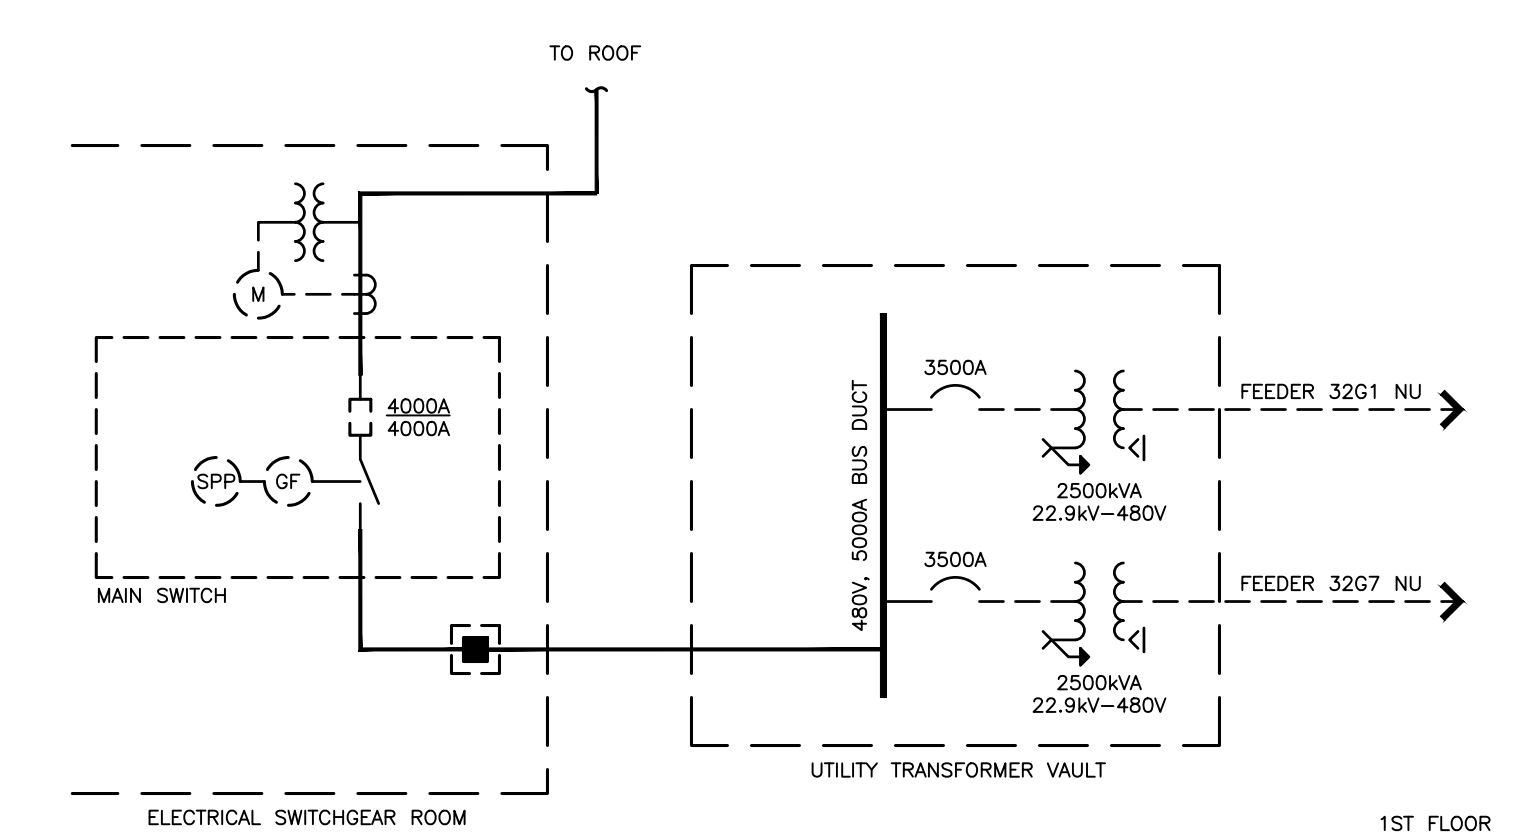 TO ROOF
M
4000A
4000A
SPP
GF
MAIN SWITCH
ELECTRICAL SWITCHGEAR ROOM
480V, 5000A BUS DUCT
3500A
FEEDER 32G1 NU
2500kVA
22.9kV-480V
3500A
FEEDER 32G7 NU
2500kVA
22.9kV-480V
UTILITY TRANSFORMER VAULT
1ST FLOOR